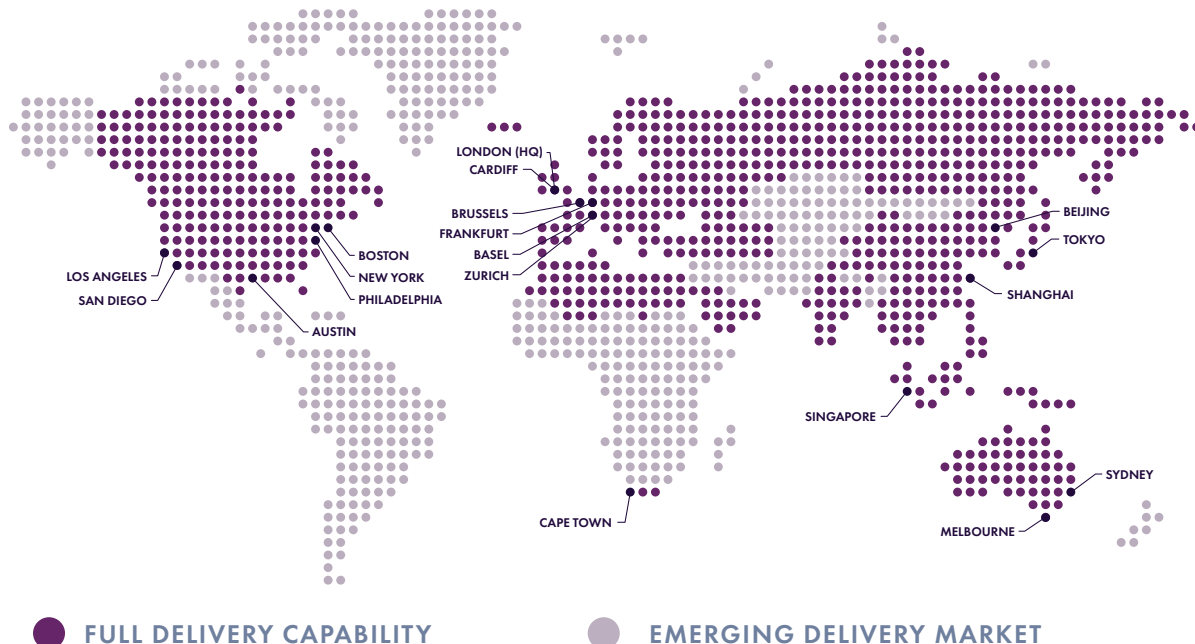 LONDON (HQ)
CARDIFF
BRUSSELS
FRANKFURT
BASEL
ZURICH
BEIJING
TOKYO
SHANGHAI
BOSTON
NEW YORK
PHILADELPHIA
LOS ANGELES
SAN DIEGO
AUSTIN
SINGAPORE
SYDNEY
MELBOURNE
CAPE TOWN
FULL DELIVERY CAPABILITY
EMERGING DELIVERY MARKET